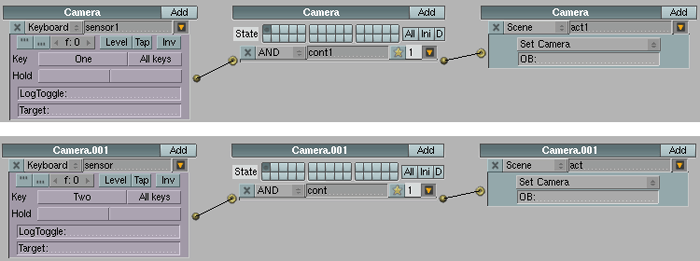 Camera Add Camera Add Camera Add
Keyboard sensor1 State All Ini D Scene act1
f: 0 Level Tap Inv AND cont1 1 Set Camera
Key One All keys OB:
Hold
LogToggle:
Target:
Camera.001 Add Camera.001 Add Camera.001 Add
Keyboard sensor State All Ini D Scene act
f: 0 Level Tap Inv AND cont 1 Set Camera
Key Two All keys OB:
Hold
LogToggle:
Target: